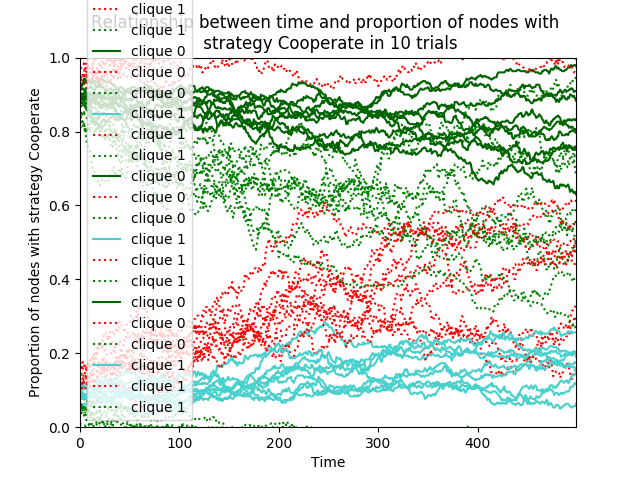 Relationship between time and proportion of nodes with
strategy Cooperate in 10 trials
clique 1
clique 1
clique 0
clique 0
clique 0
clique 1
clique 1
clique 1
clique 0
clique 0
clique 0
clique 1
clique 1
clique 1
clique 0
clique 0
clique 0
clique 1
clique 1
clique 1
Proportion of nodes with strategy Cooperate
1.0
0.8
0.6
0.4
0.2
0.0
0
100
200
300
400
Time